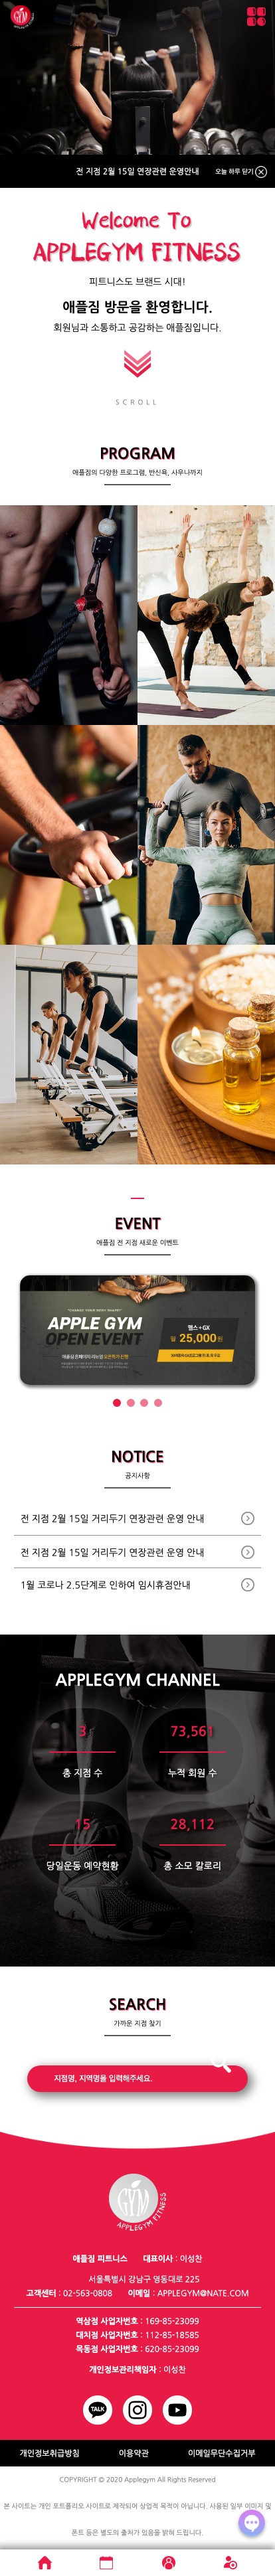 전 지점 2월 15일 연장관련 운영안내
오늘 하루 닫기
Welcome To
APPLEGYM FITNESS
피트니스도 브랜드 시대!
애플짐 방문을 환영합니다.
회원님과 소통하고 공감하는 애플짐입니다.
SCROLL
PROGRAM
애플짐의 다양한 프로그램, 반신욕, 사우나까지
EVENT
애플짐 전 지점 새로운 이벤트
APPLE GYM
OPEN EVENT
헬스+GX
월 25,000원
NOTICE
공지사항
전 지점 2월 15일 거리두기 연장관련 운영 안내
전 지점 2월 15일 거리두기 연장관련 운영 안내
1월 코로나 2.5단계로 인하여 임시휴점안내
APPLEGYM CHANNEL
3
73,561
총 지점 수
누적 회원 수
15
28,112
당일운동 예약현황
총 소모 칼로리
SEARCH
가까운 지점 찾기
지점명, 지역명을 입력해주세요.
GYM
APPLEGYM FITNESS
애플짐 피트니스 대표이사 : 이성찬
서울특별시 강남구 영동대로 225
고객센터 : 02-563-0808 이메일 : APPLEGYM@NATE.COM
역삼점 사업자번호 : 169-85-23099
대치점 사업자번호 : 112-85-18585
목동점 사업자번호 : 620-85-23099
개인정보관리책임자 : 이성찬
TALK
개인정보취급방침 이용약관 이메일무단수집거부
COPYRIGHT © 2020 Applegym All Rights Reserved
본 사이트는 개인 포트폴리오 사이트로 제작되어 상업적 목적이 아닙니다. 사용된 일부 이미지 및
폰트 등은 별도의 출처가 있음을 밝혀 드립니다.